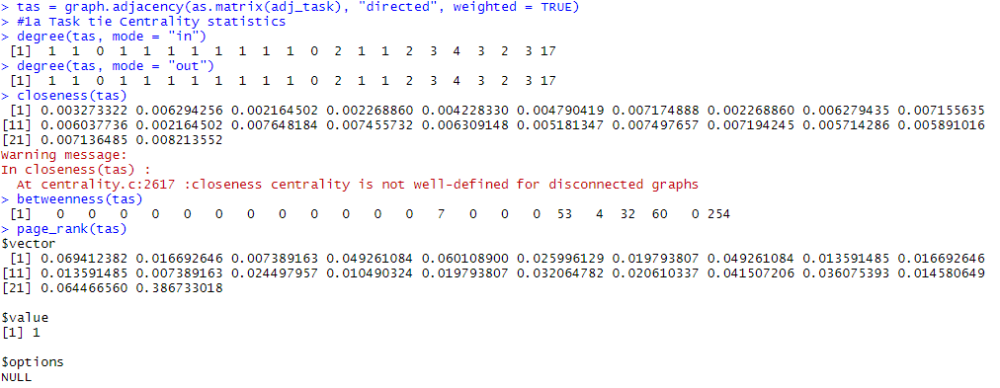 > tas = graph.adjacency(as.matrix(adj_task), "directed", weighted = TRUE)
> #1a Task tie Centrality statistics
> degree(tas, mode = "in")
[1] 1 1 0 1 1 1 1 1 1 1 1 0 2 1 1 2 3 4 3 2 3 17
> degree(tas, mode = "out")
[1] 1 1 0 1 1 1 1 1 1 1 1 0 2 1 1 2 3 4 3 2 3 17
> closeness(tas)
[1] 0.003273322 0.006294256 0.002164502 0.002268860 0.004228330 0.004790419 0.007174888 0.002268860 0.006279435 0.007155635
[11] 0.006037736 0.002164502 0.007648184 0.007455732 0.006309148 0.005181347 0.007497657 0.007194245 0.005714286 0.005891016
[21] 0.007136485 0.008213552
Warning message:
In closeness(tas) :
At centrality.c:2617 :closeness centrality is not well-defined for disconnected graphs
> betweenness(tas)
[1] 0 0 0 0 0 0 0 0 0 0 0 0 7 0 0 0 53 4 32 60 0 254
> page_rank(tas)
$vector
[1] 0.069412382 0.016692646 0.007389163 0.049261084 0.060108900 0.025996129 0.019793807 0.049261084 0.013591485 0.016692646
[11] 0.013591485 0.007389163 0.024497957 0.010490324 0.019793807 0.032064782 0.020610337 0.041507206 0.036075393 0.014580649
[21] 0.064466560 0.386733018
$value
[1] 1
$options
NULL